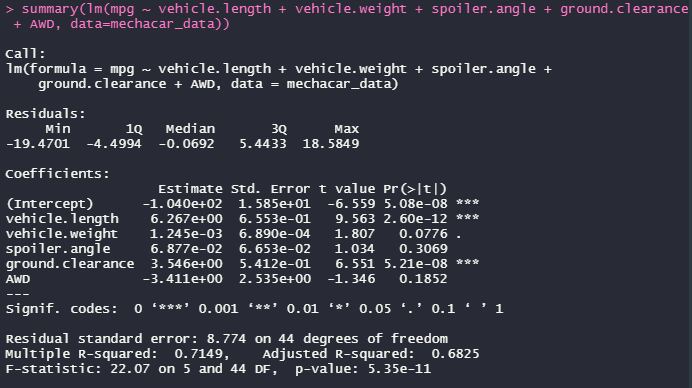 > summary(lm(mpg ~ vehicle.length + vehicle.weight + spoiler.angle + ground.clearance
+ AWD, data=mechacar_data))
Call:
lm(formula = mpg ~ vehicle.length + vehicle.weight + spoiler.angle +
ground.clearance + AWD, data = mechacar_data)
Residuals:
Min 1Q Median 3Q Max
-19.4701 -4.4994 -0.0692 5.4433 18.5849
Coefficients:
Estimate Std. Error t value Pr(>|t|)
(Intercept) -1.040e+02 1.585e+01 -6.559 5.08e-08 ***
vehicle.length 6.267e+00 6.553e-01 9.563 2.60e-12 ***
vehicle.weight 1.245e-03 6.890e-04 1.807 0.0776 .
spoiler.angle 6.877e-02 6.653e-02 1.034 0.3069
ground.clearance 3.546e+00 5.412e-01 6.551 5.21e-08 ***
AWD -3.411e+00 2.535e+00 -1.346 0.1852
---
Signif. codes: 0 ‘***’ 0.001 ‘**’ 0.01 ‘*’ 0.05 ‘.’ 0.1 ‘ ’ 1
Residual standard error: 8.774 on 44 degrees of freedom
Multiple R-squared: 0.7149, Adjusted R-squared: 0.6825
F-statistic: 22.07 on 5 and 44 DF, p-value: 5.35e-11